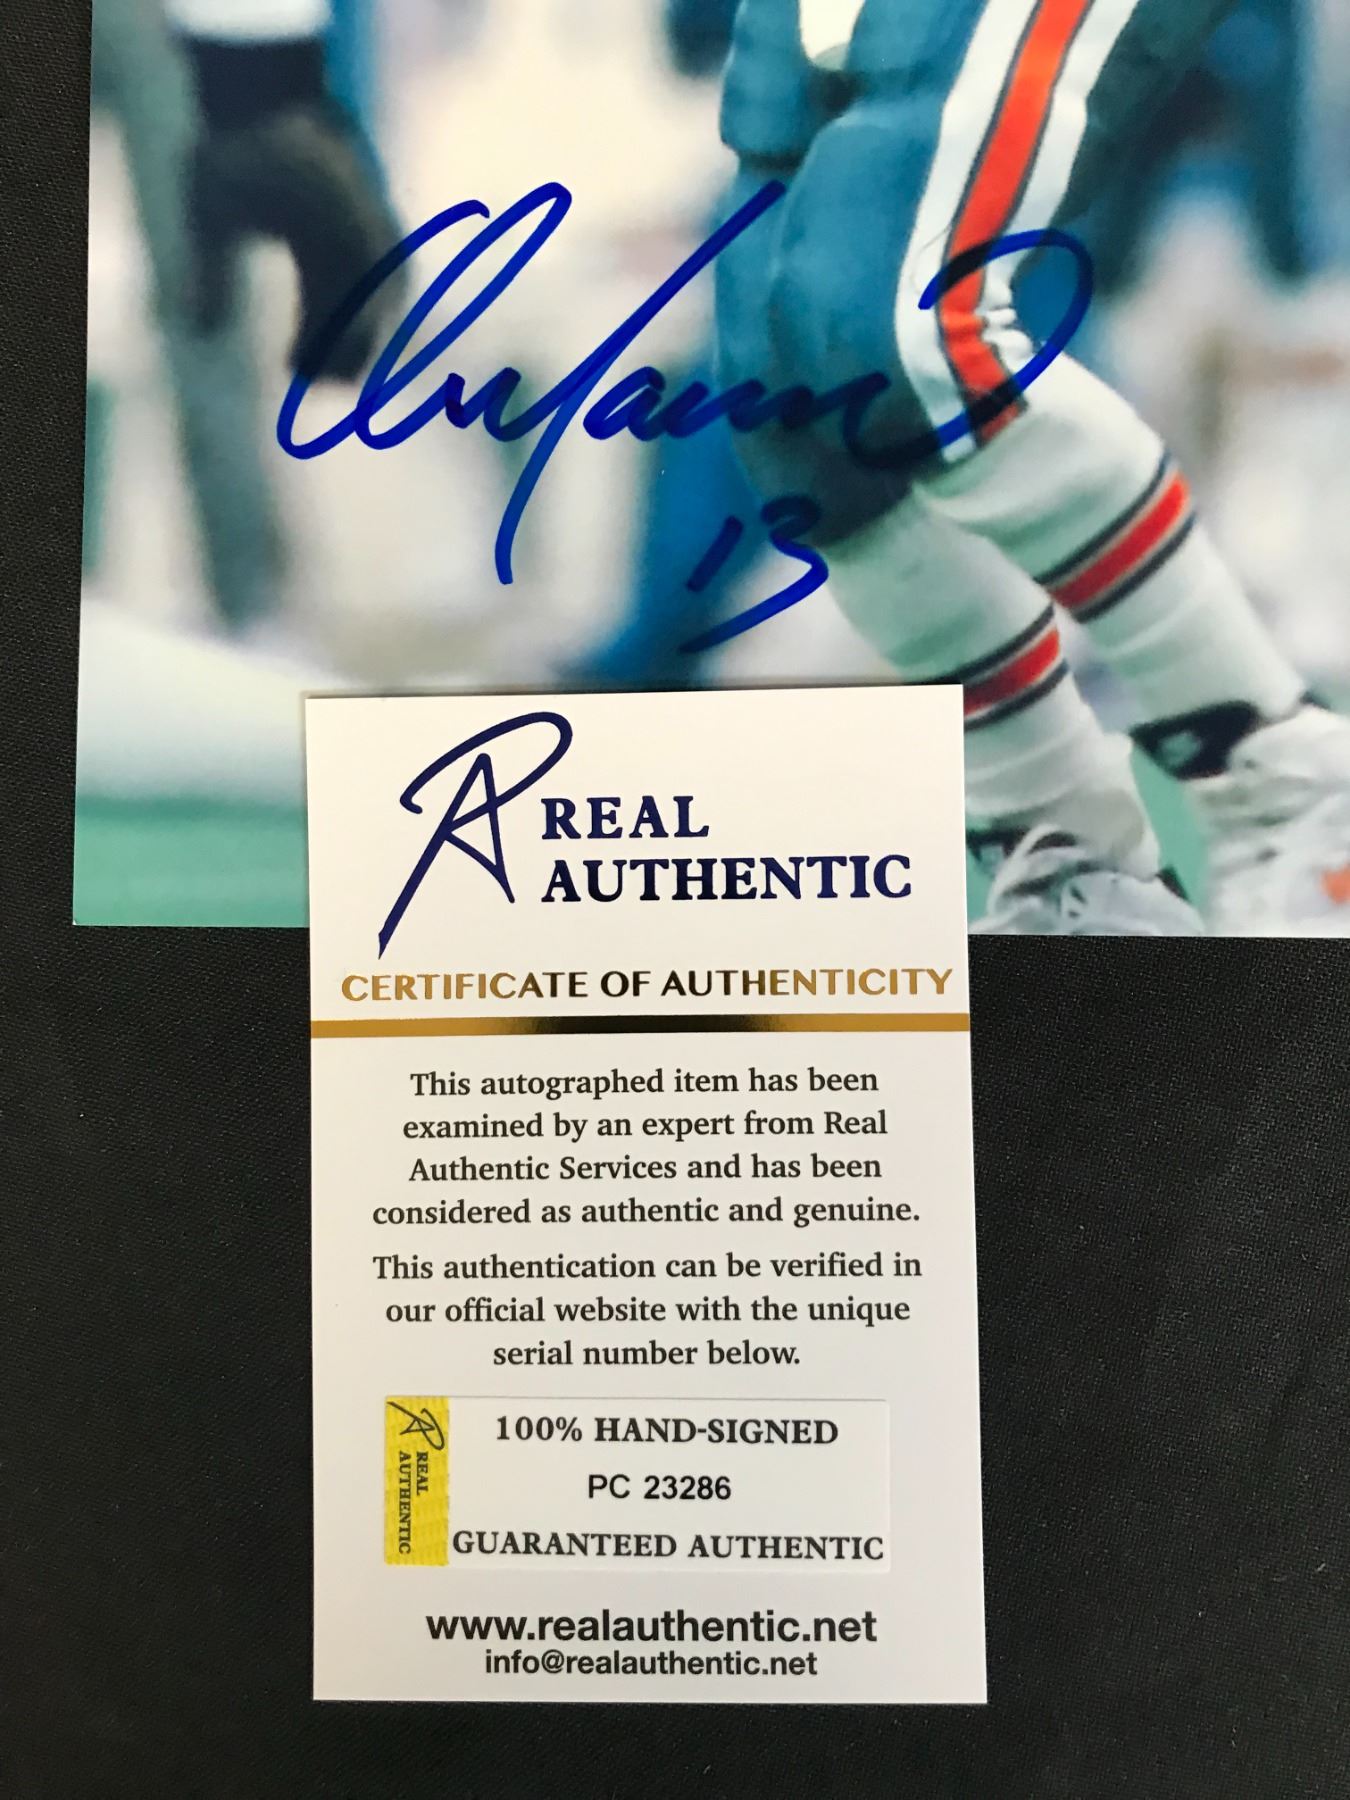 13
REAL
AUTHENTIC
CERTIFICATE OF AUTHENTICITY
This autographed item has been
examined by an expert from Real
Authentic Services and has been
considered as authentic and genuine.
This authentication can be verified in
our official website with the unique
serial number below.
REAL
AUTHENTIC
100% HAND-SIGNED
PC 23286
GUARANTEED AUTHENTIC
www.realauthentic.net
info@realauthentic.net